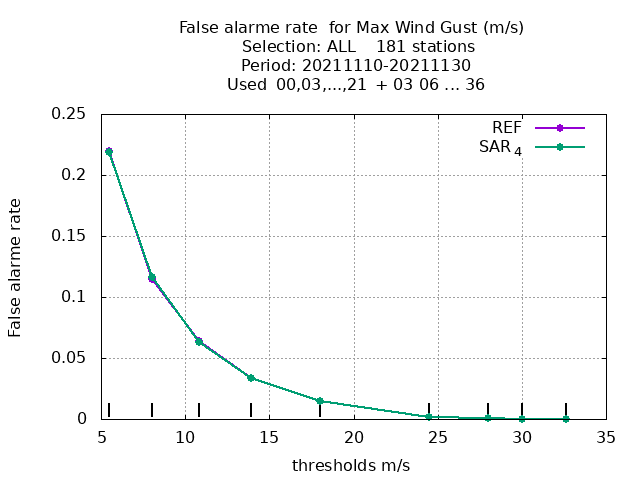 False alarme rate  for Max Wind Gust (m/s)
Selection: ALL    181 stations
Period: 20211110-20211130
Used  00,03,...,21  + 03 06 ... 36
REF
SAR 4
0.25
0.2
0.15
0.1
0.05
0
False alarme rate
5 10 15 20 25 30 35
thresholds m/s